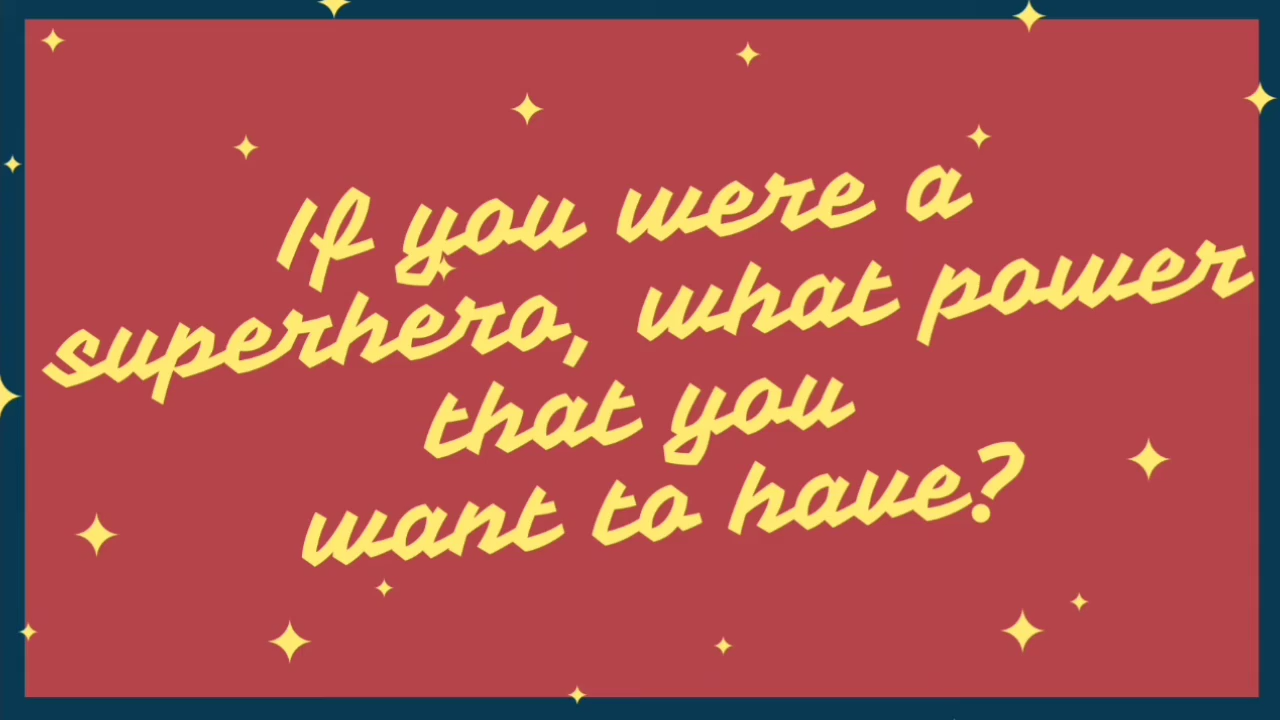 If you were a
superhero, what power
that you
want to have?